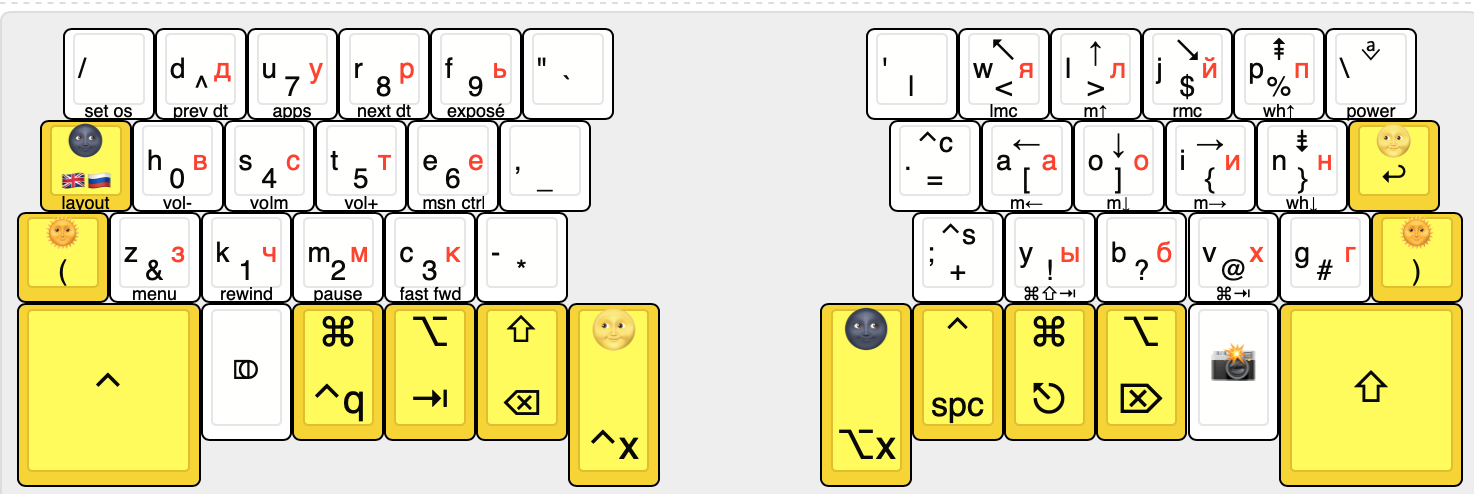 / set os
d ^ д prev dt
u 7 у apps
r 8 р next dt
f 9 ь exposé
" `
' |
w ↖ я < lmc
l ↑ л > m↑
j ↘ й $ rmc
p ⇞ п % wh↑
\ a power
layout
h 0 в vol-
s 4 с volm
t 5 т vol+
e 6 е msn ctrl
, _
. ^c =
a ← а [ m←
o ↓ о ] m↓
i → и { m→
n ⇟ н } wh↓
↩
(
z & з menu
k 1 ч rewind
m 2 м pause
c 3 к fast fwd
- *
; ^s +
y ! ы ⌘⇧⇥
b ? б
v @ х ⌘⇥
g # г
)
^
⌘ ^q
⌥ ⇥
⇧ ⌫
^x
⌥x
^ spc
⌘ ⎋
⌥ ⌦
⇧